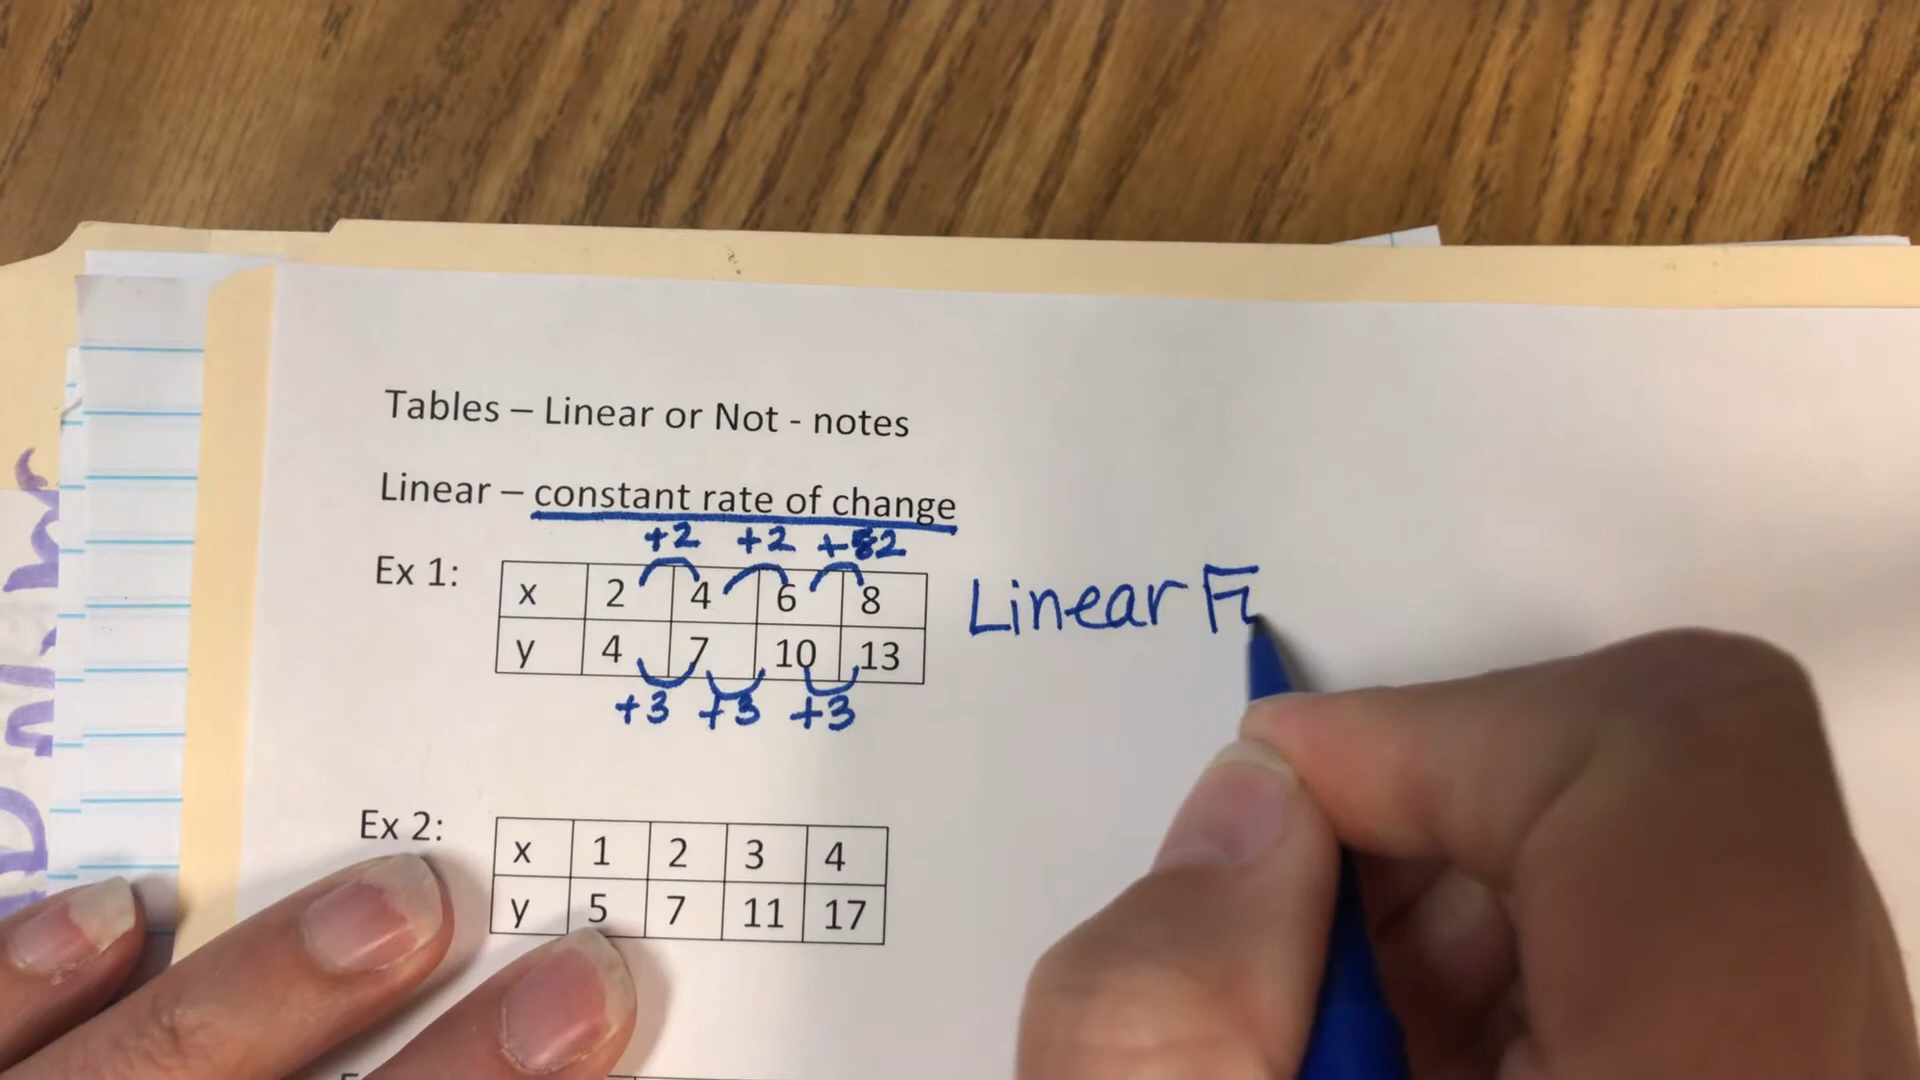 Tables – Linear or Not - notes
Linear – constant rate of change
+2 +2 +2
Ex 1:
x 2 4 6 8
Linear F
y 4 7 10 13
+3 +3 +3
Ex 2:
x 1 2 3 4
y 5 7 11 17